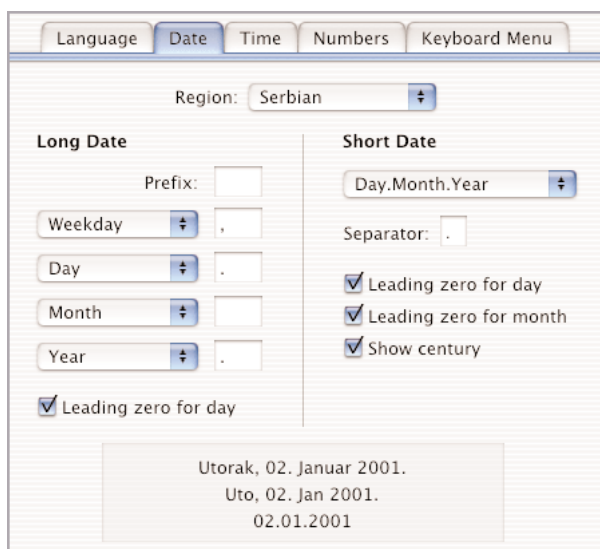 Language Date Time Numbers Keyboard Menu
Region: Serbian
Long Date
Prefix:
Weekday ,
Day .
Month
Year .
Leading zero for day
Short Date
Day.Month.Year
Separator: .
Leading zero for day
Leading zero for month
Show century
Utorak, 02. Januar 2001.
Uto, 02. Jan 2001.
02.01.2001